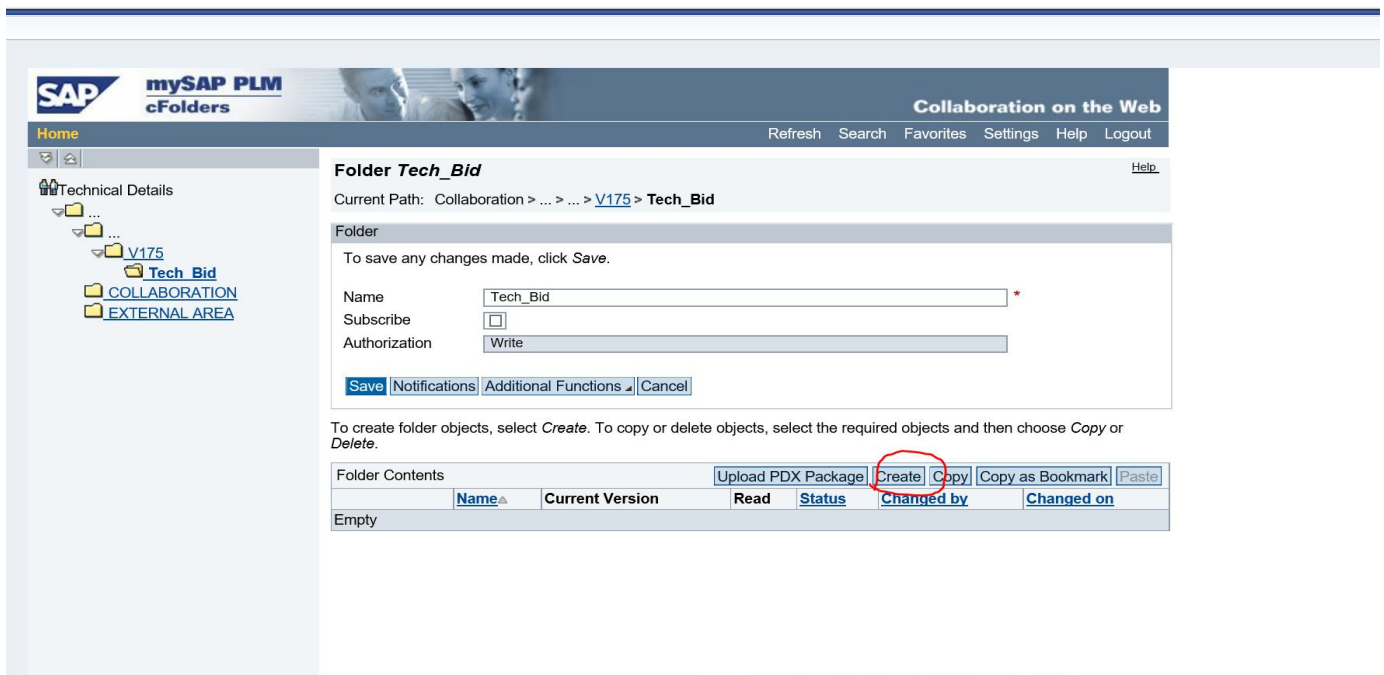 SAP mySAP PLM
cFolders
Collaboration on the Web
Home Refresh Search Favorites Settings Help Logout
Technical Details
...
...
V175
Tech_Bid
COLLABORATION
EXTERNAL AREA
Folder Tech_Bid Help
Current Path: Collaboration > ... > ... > V175 > Tech_Bid
Folder
To save any changes made, click Save.
Name Tech_Bid *
Subscribe
Authorization Write
Save Notifications Additional Functions Cancel
To create folder objects, select Create. To copy or delete objects, select the required objects and then choose Copy or
Delete.
Folder Contents Upload PDX Package Create Copy Copy as Bookmark Paste
Name Current Version Read Status Changed by Changed on
Empty